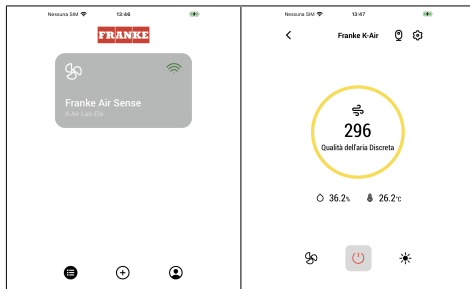 Nessuna SIM 13:46
FRANKE
Franke Air Sense
K-Air Lab-Ele
Nessuna SIM 13:47
Franke K-Air
296
Qualità dell'aria Discreta
36.2% 26.2°C